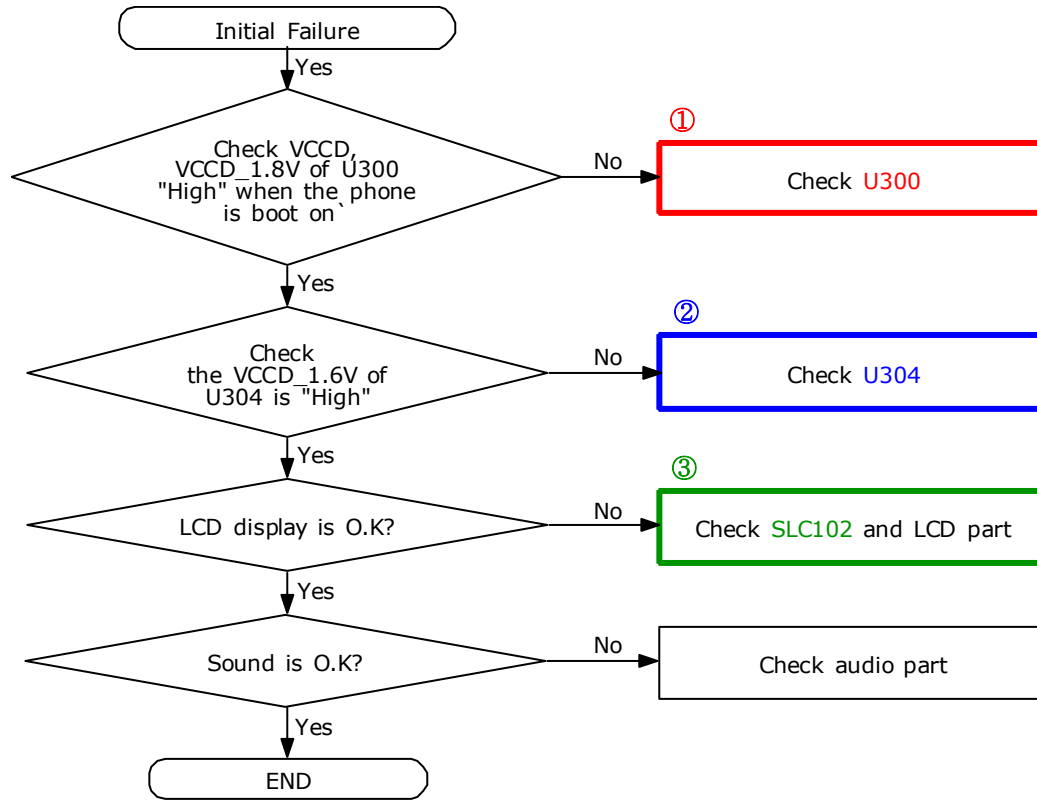 Initial Failure
Yes
Check VCCD,
VCCD_1.8V of U300
"High" when the phone
is boot on`
No
①
Check U300
Yes
Check
the VCCD_1.6V of
U304 is "High"
No
②
Check U304
Yes
LCD display is O.K?
No
③
Check SLC102 and LCD part
Yes
Sound is O.K?
No
Check audio part
Yes
END